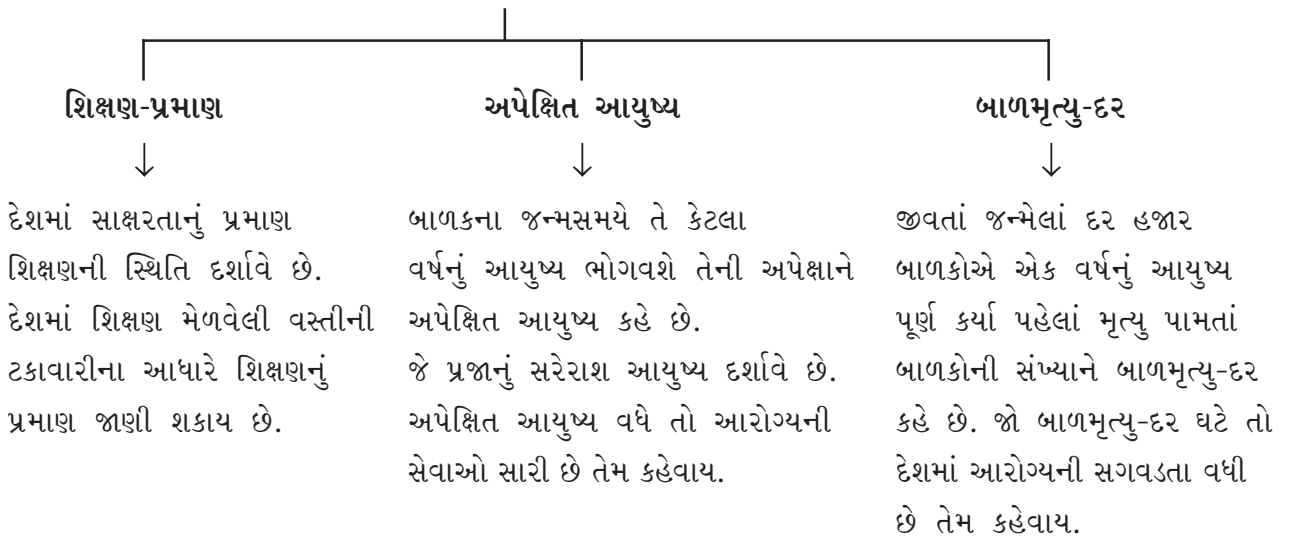 શિક્ષણ-પ્રમાણ
↓
દેશમાં સાક્ષરતાનું પ્રમાણ
શિક્ષણની સ્થિતિ દર્શાવે છે.
દેશમાં શિક્ષણ મેળવેલી વસ્તીની
ટકાવારીના આધારે શિક્ષણનું
પ્રમાણ જાણી શકાય છે.
અપેક્ષિત આયુષ્ય
↓
બાળકના જન્મસમયે તે કેટલા
વર્ષનું આયુષ્ય ભોગવશે તેની અપેક્ષાને
અપેક્ષિત આયુષ્ય કહે છે.
જે પ્રજાનું સરેરાશ આયુષ્ય દર્શાવે છે.
અપેક્ષિત આયુષ્ય વધે તો આરોગ્યની
સેવાઓ સારી છે તેમ કહેવાય.
બાળમૃત્યુ-દર
↓
જીવતાં જન્મેલાં દર હજાર
બાળકોએ એક વર્ષનું આયુષ્ય
પૂર્ણ કર્યા પહેલાં મૃત્યુ પામતાં
બાળકોની સંખ્યાને બાળમૃત્યુ-દર
કહે છે. જો બાળમૃત્યુ-દર ઘટે તો
દેશમાં આરોગ્યની સગવડતા વધી
છે તેમ કહેવાય.